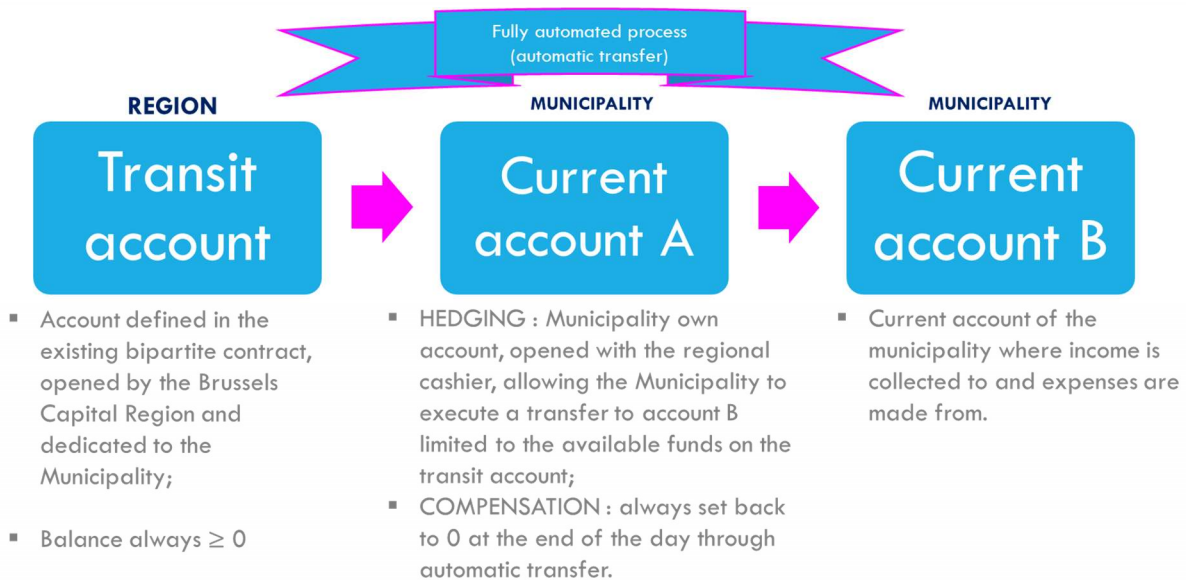 Fully automated process
(automatic transfer)
REGION
Transit
account
▪ Account defined in the
existing bipartite contract,
opened by the Brussels
Capital Region and
dedicated to the
Municipality;
▪ Balance always ≥ 0
MUNICIPALITY
Current
account A
▪ HEDGING : Municipality own
account, opened with the regional
cashier, allowing the Municipality to
execute a transfer to account B
limited to the available funds on the
transit account;
▪ COMPENSATION : always set back
to 0 at the end of the day through
automatic transfer.
MUNICIPALITY
Current
account B
▪ Current account of the
municipality where income is
collected to and expenses are
made from.